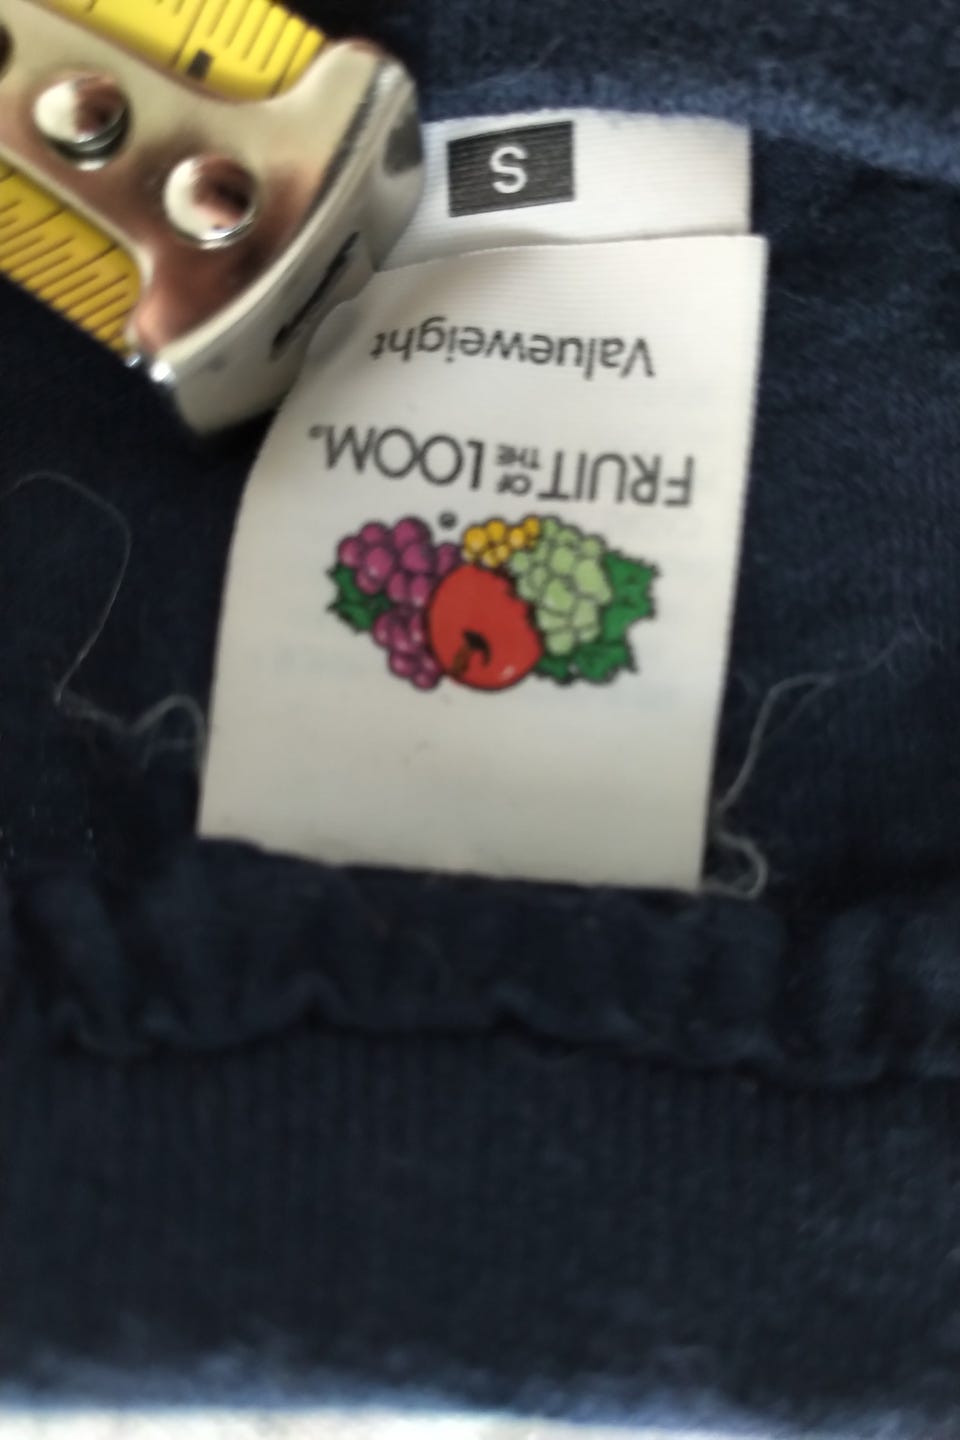 FRUIT OF THE LOOM®
Valueweight
S